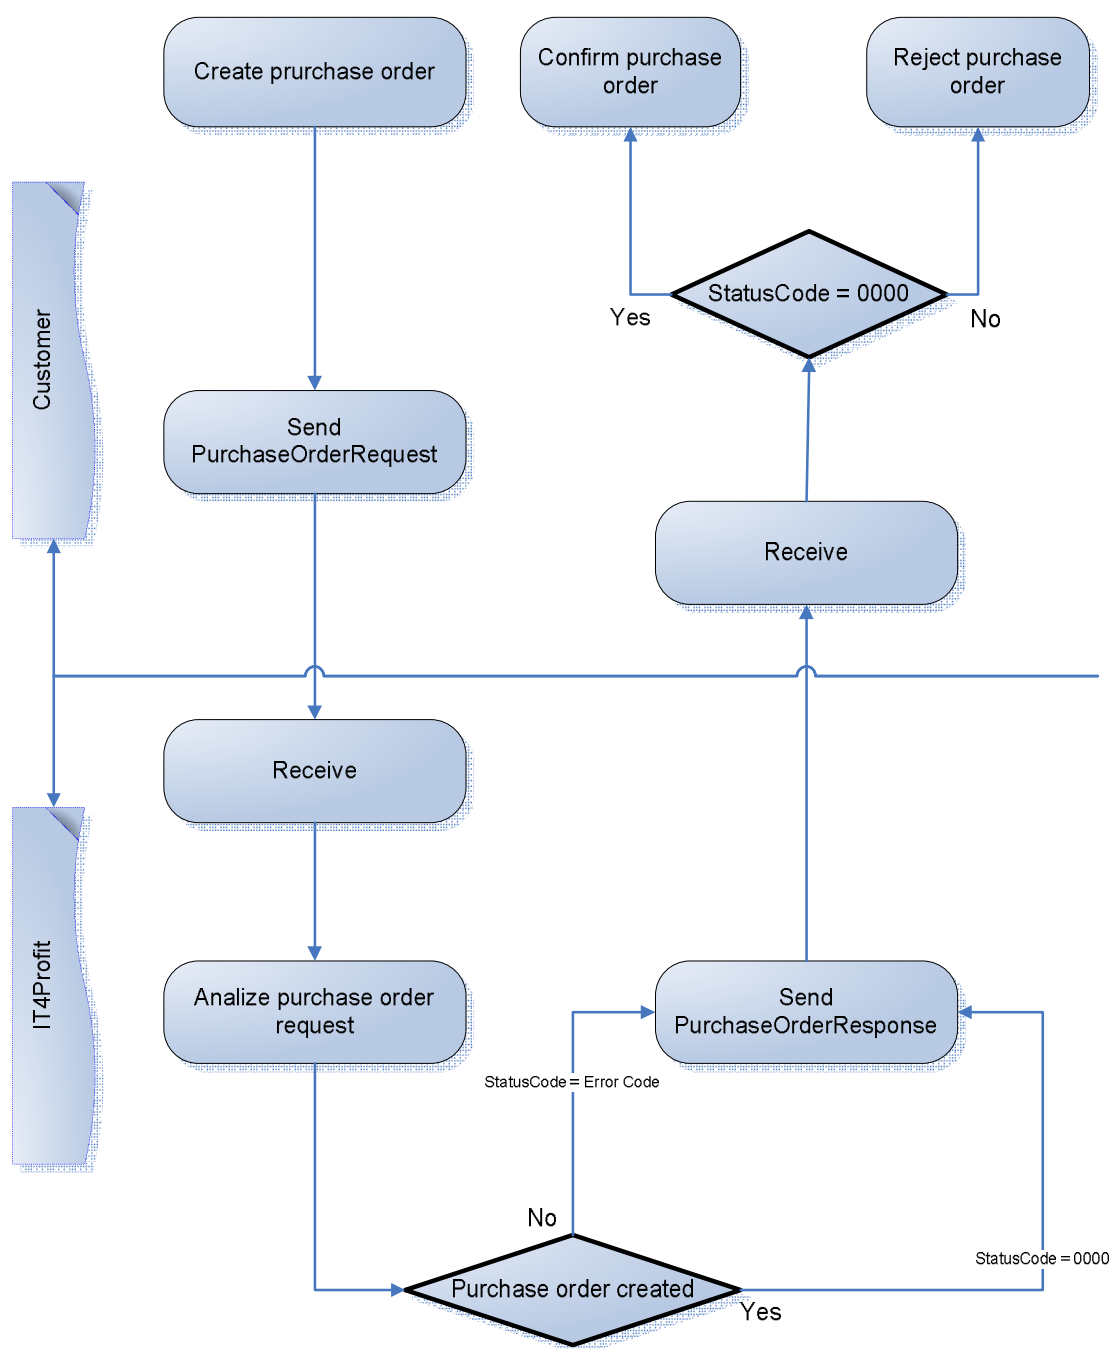 Create prurchase order
Confirm purchase
order
Reject purchase
order
StatusCode = 0000
Yes
No
Customer
Send
PurchaseOrderRequest
Receive
Receive
IT4Profit
Analize purchase order
request
Send
PurchaseOrderResponse
StatusCode = Error Code
No
StatusCode = 0000
Purchase order created
Yes